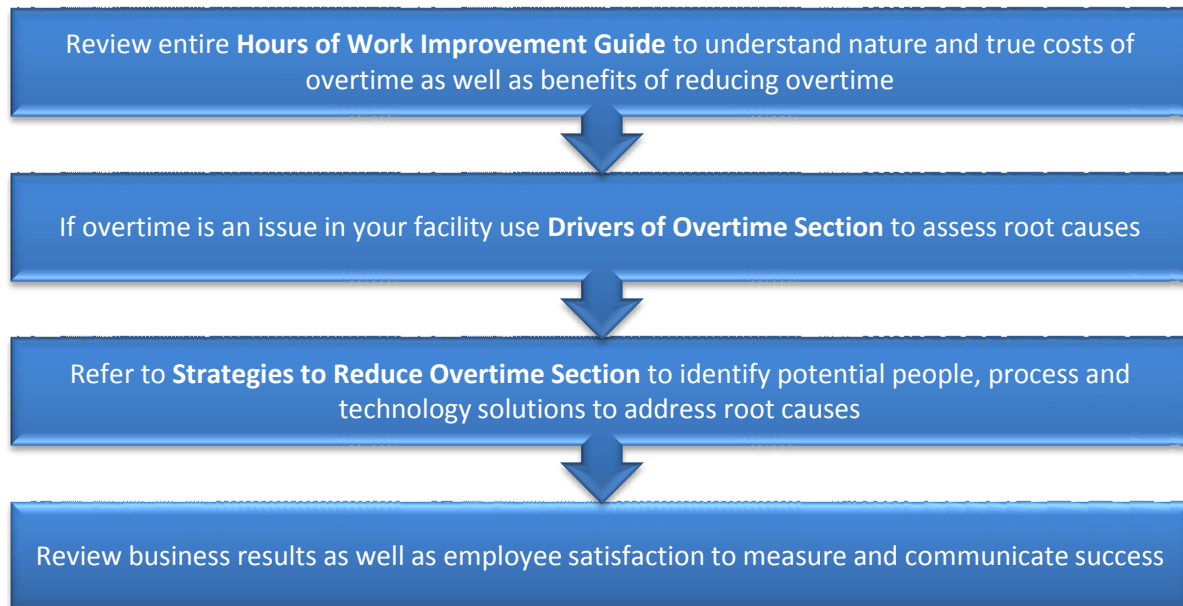 Review entire Hours of Work Improvement Guide to understand nature and true costs of
overtime as well as benefits of reducing overtime
If overtime is an issue in your facility use Drivers of Overtime Section to assess root causes
Refer to Strategies to Reduce Overtime Section to identify potential people, process and
technology solutions to address root causes
Review business results as well as employee satisfaction to measure and communicate success